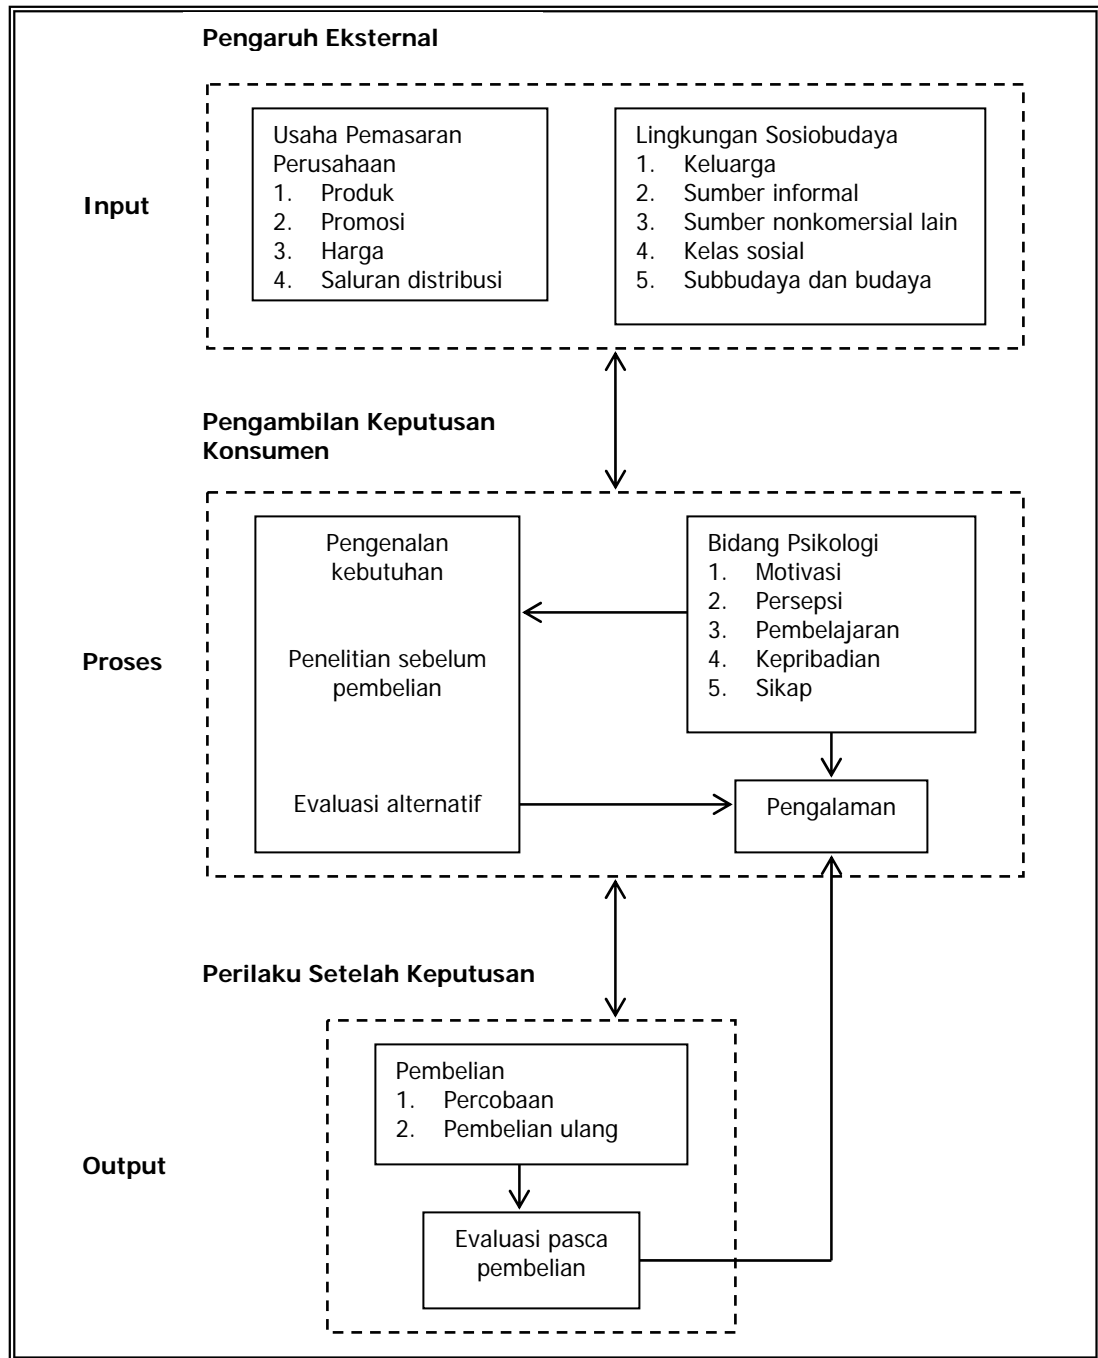 Pengaruh Eksternal
Input
Usaha Pemasaran
Perusahaan
1. Produk
2. Promosi
3. Harga
4. Saluran distribusi
Lingkungan Sosiobudaya
1. Keluarga
2. Sumber informal
3. Sumber nonkomersial lain
4. Kelas sosial
5. Subbudaya dan budaya
Pengambilan Keputusan
Konsumen
Proses
Pengenalan
kebutuhan
Penelitian sebelum
pembelian
Evaluasi alternatif
Bidang Psikologi
1. Motivasi
2. Persepsi
3. Pembelajaran
4. Kepribadian
5. Sikap
Pengalaman
Perilaku Setelah Keputusan
Output
Pembelian
1. Percobaan
2. Pembelian ulang
Evaluasi pasca
pembelian